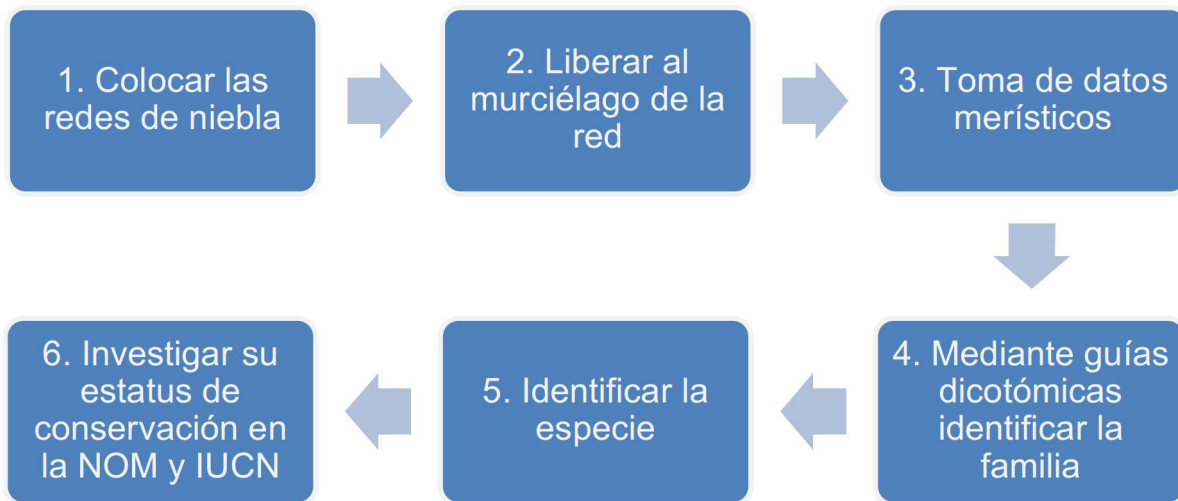 1. Colocar las
redes de niebla
2. Liberar al
murciélago de la
red
3. Toma de datos
merísticos
4. Mediante guías
dicotómicas
identificar la
familia
5. Identificar la
especie
6. Investigar su
estatus de
conservación en
la NOM y IUCN